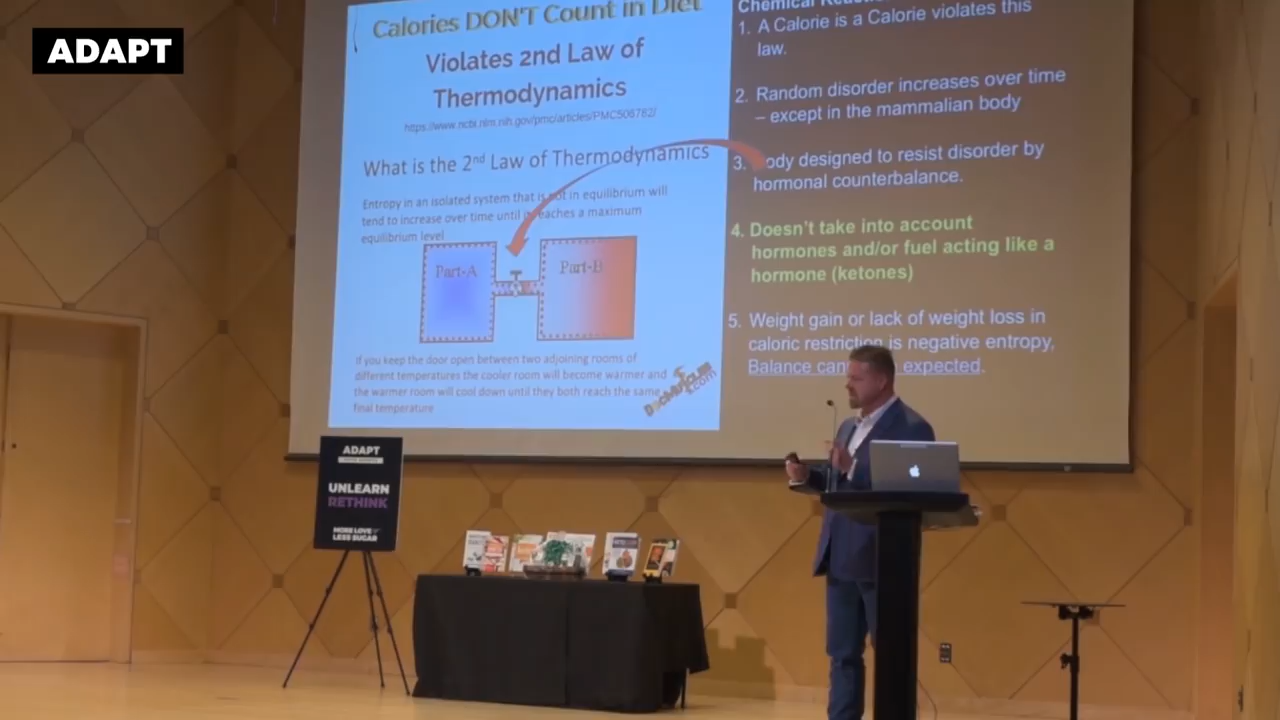 ADAPT
Calories DON'T Count in Diet
Violates 2nd Law of
Thermodynamics
https://www.ncbi.nlm.nih.gov/pmc/articles/PMC506782/
What is the 2nd Law of Thermodynamics
Entropy in an isolated system that is not in equilibrium will
tend to increase over time until reaches a maximum
equilibrium level
Part-A
Part-B
If you keep the door open between two adjoining rooms of
different temperatures the cooler room will become warmer and
the warmer room will cool down until they both reach the same
final temperature
DocMuscles
.com
Chemical
1. A Calorie is a Calorie violates this
law.
2. Random disorder increases over time
– except in the mammalian body
3. ody designed to resist disorder by
hormonal counterbalance.
4. Doesn't take into account
hormones and/or fuel acting like a
hormone (ketones)
5. Weight gain or lack of weight loss in
caloric restriction is negative entropy,
Balance can expected.
ADAPT
UNLEARN
RETHINK
MORE LOVE
LESS SUGAR